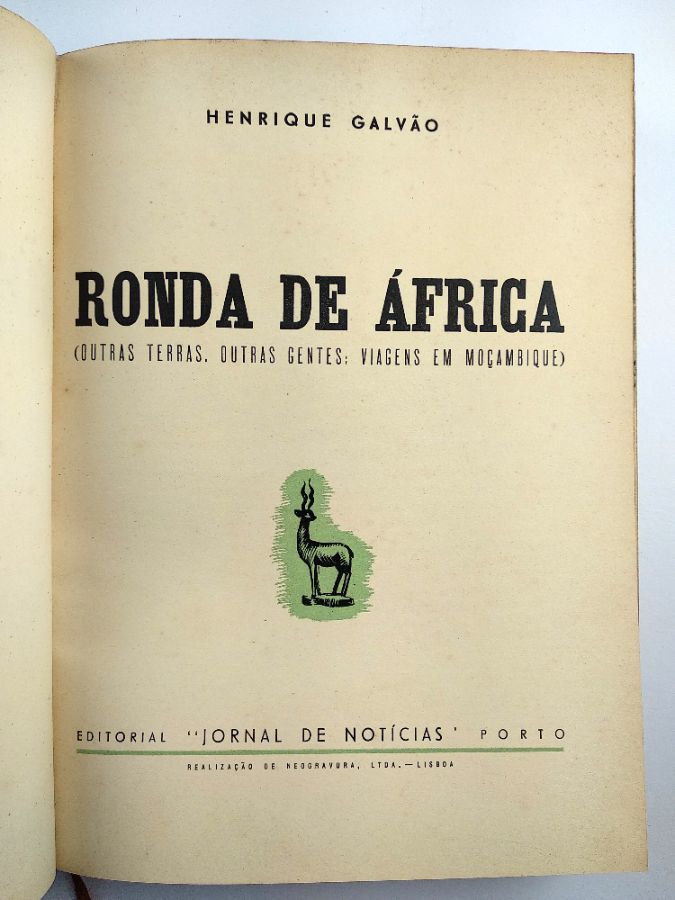 HENRIQUE GALVÃO
RONDA DE ÁFRICA
(OUTRAS TERRAS. OUTRAS GENTES: VIAGENS EM MOÇAMBIQUE)
EDITORIAL "JORNAL DE NOTÍCIAS' PORTO
REALIZAÇÃO DE NEOGRAVURA, LTDA.—LISBOA